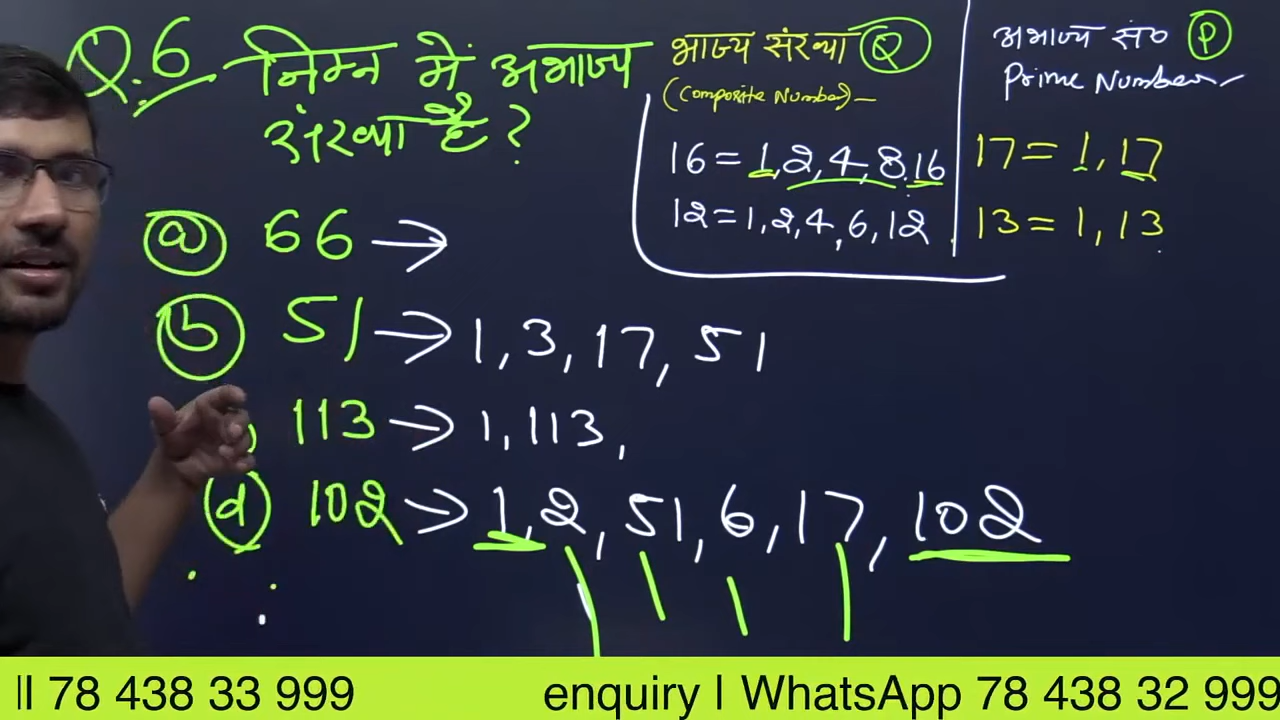 Q.6 निम्न में अभाज्य
संख्या है ?
भाज्य संख्या Q
(Composite Number)
16 = 1, 2, 4, 8, 16
12 = 1, 2, 4, 6, 12
अभाज्य सं० P
Prime Number
17 = 1, 17
13 = 1, 13
a 66 →
b 51 → 1, 3, 17, 51
113 → 1, 113,
d 102 → 1, 2, 51, 6, 17, 102
78 438 33 999 enquiry | WhatsApp 78 438 32 999